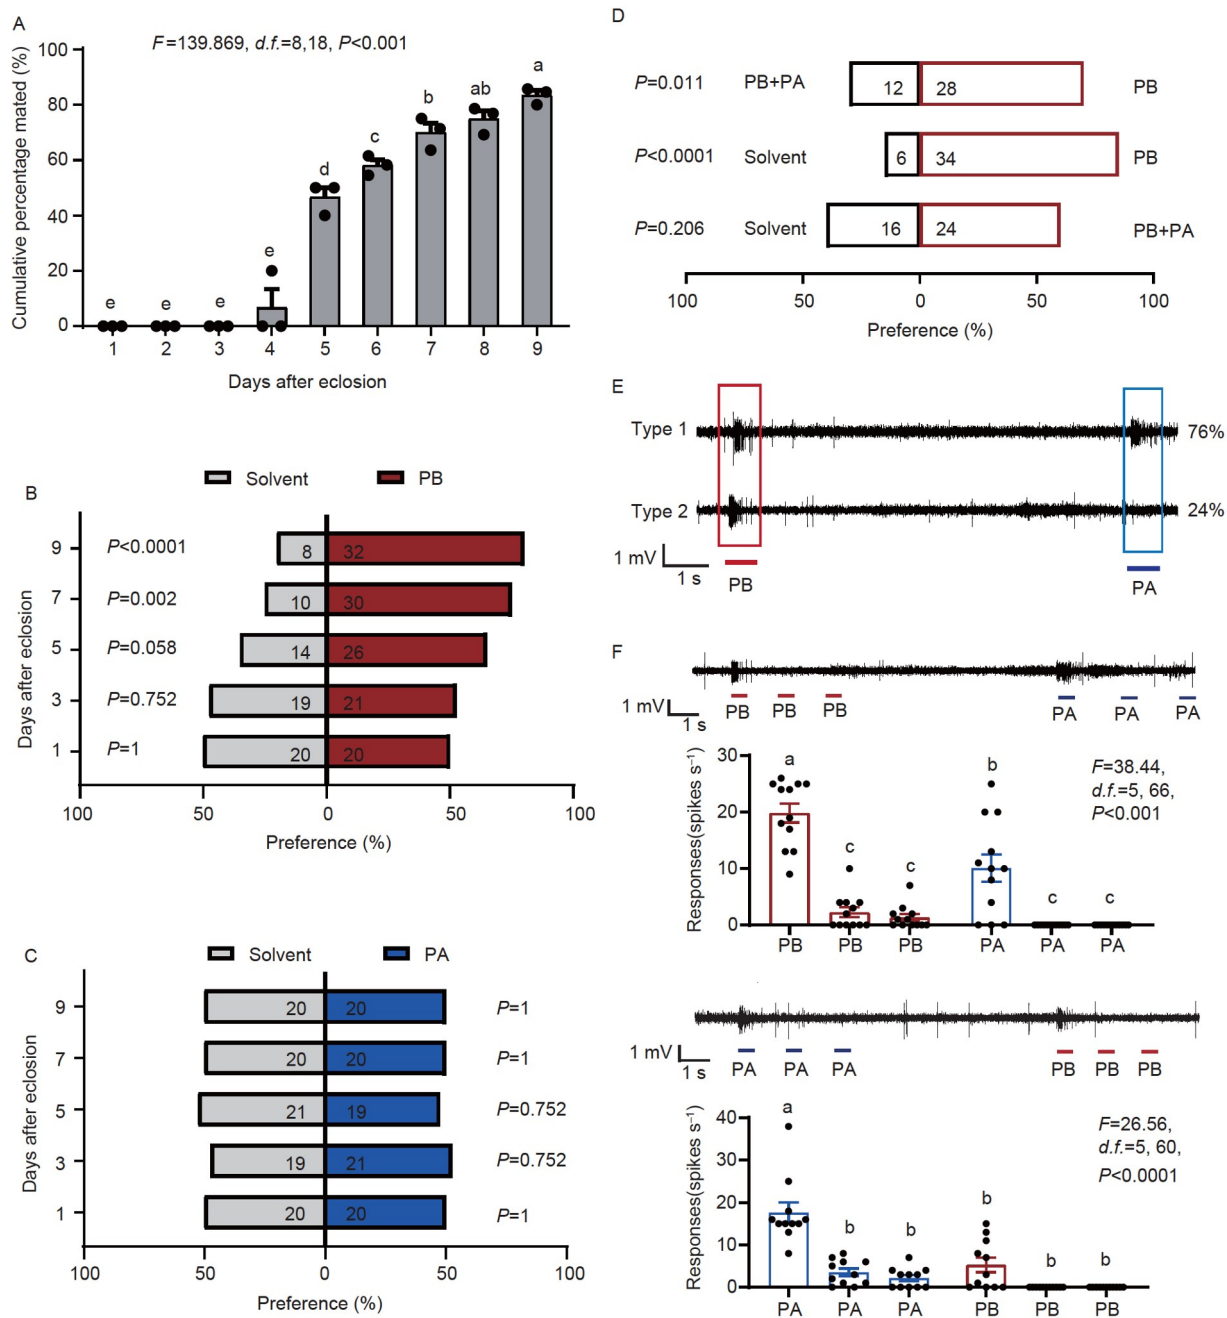 A
F=139.869, d.f.=8,18, P<0.001
Cumulative percentage mated (%)
100
80
60
40
20
0
e
e
e
e
d
c
b
ab
a
1 2 3 4 5 6 7 8 9
Days after eclosion
B
Solvent PB
Days after eclosion
9 P<0.0001 8 32
7 P=0.002 10 30
5 P=0.058 14 26
3 P=0.752 19 21
1 P=1 20 20
100 50 0 50 100
Preference (%)
C
Solvent PA
Days after eclosion
9 20 20 P=1
7 20 20 P=1
5 21 19 P=0.752
3 19 21 P=0.752
1 20 20 P=1
100 50 0 50 100
Preference (%)
D
P=0.011 PB+PA 12 28 PB
P<0.0001 Solvent 6 34 PB
P=0.206 Solvent 16 24 PB+PA
100 50 0 50 100
Preference (%)
E
Type 1 76%
Type 2 24%
1 mV
1 s
PB PA
F
1 mV
1 s
PB PB PB PA PA PA
Responses(spikes s⁻¹)
30
20
10
0
a c c b c c
F=38.44,
d.f.=5, 66,
P<0.001
PB PB PB PA PA PA
1 mV
1 s
PA PA PA PB PB PB
Responses(spikes s⁻¹)
40
30
20
10
0
a b b b b b
F=26.56,
d.f.=5, 60,
P<0.0001
PA PA PA PB PB PB